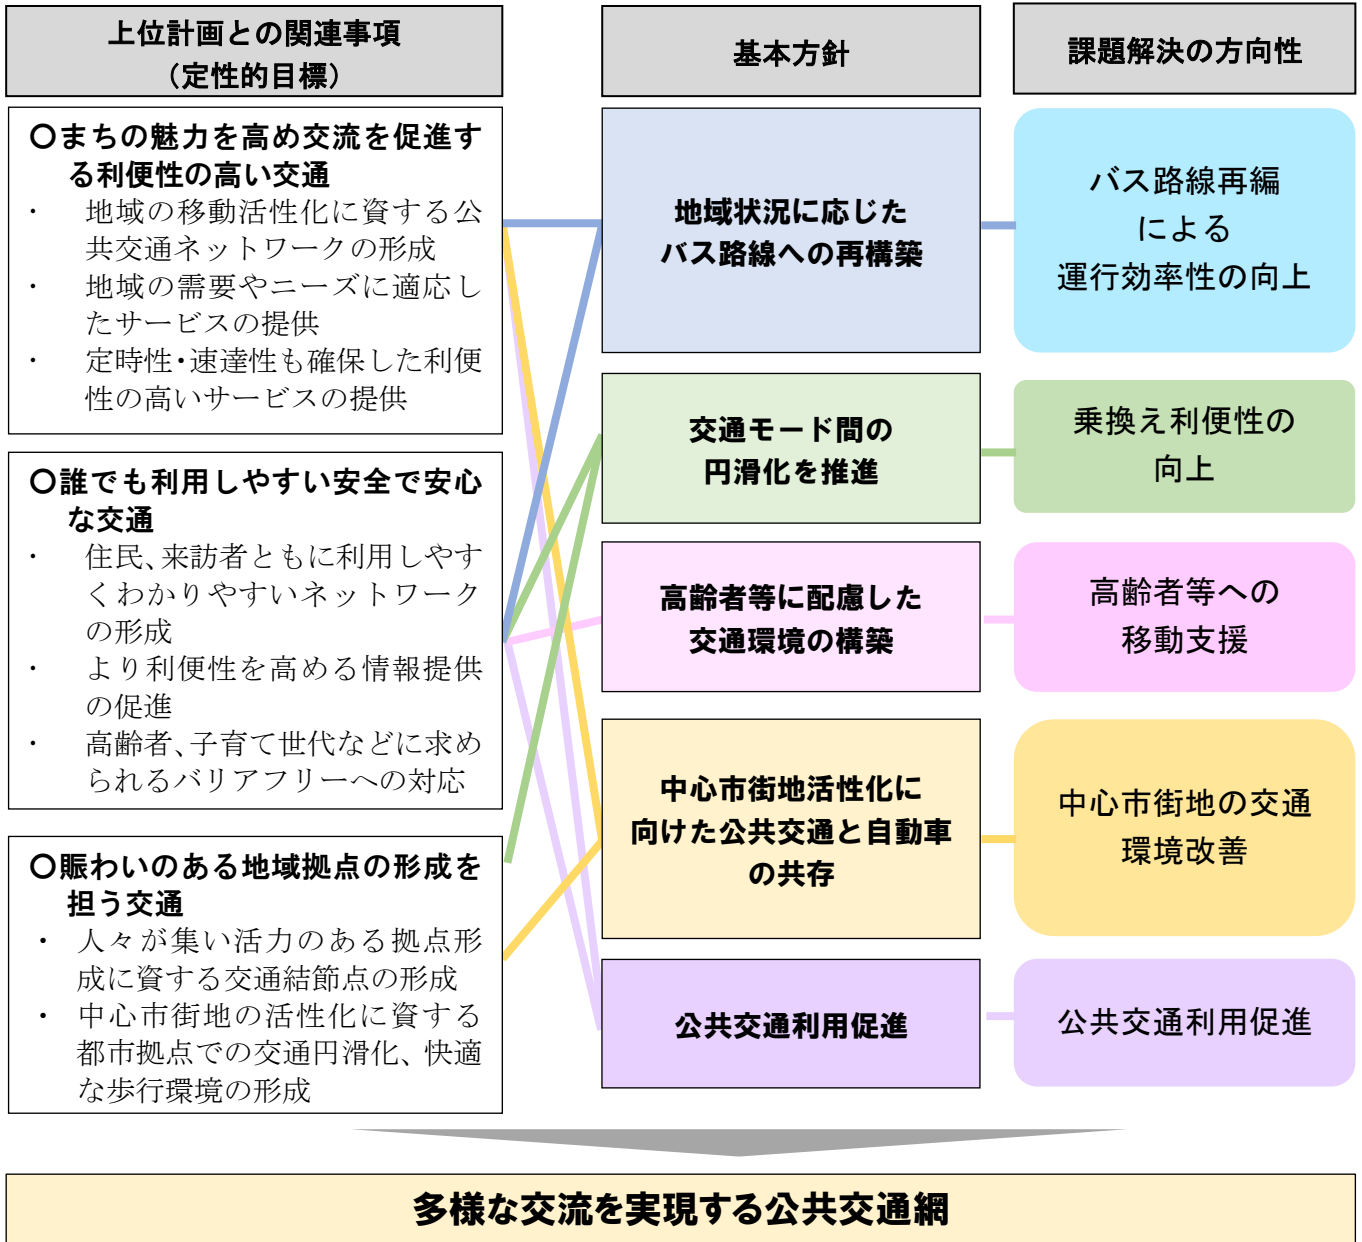 上位計画との関連事項
（定性的目標）
〇まちの魅力を高め交流を促進す
る利便性の高い交通
・ 地域の移動活性化に資する公
共交通ネットワークの形成
・ 地域の需要やニーズに適応し
たサービスの提供
・ 定時性・速達性も確保した利便
性の高いサービスの提供
〇誰でも利用しやすい安全で安心
な交通
・ 住民、来訪者ともに利用しやす
くわかりやすいネットワーク
の形成
・ より利便性を高める情報提供
の促進
・ 高齢者、子育て世代などに求め
られるバリアフリーへの対応
〇賑わいのある地域拠点の形成を
担う交通
・ 人々が集い活力のある拠点形
成に資する交通結節点の形成
・ 中心市街地の活性化に資する
都市拠点での交通円滑化、快適
な歩行環境の形成
基本方針
地域状況に応じた
バス路線への再構築
交通モード間の
円滑化を推進
高齢者等に配慮した
交通環境の構築
中心市街地活性化に
向けた公共交通と自動車
の共存
公共交通利用促進
課題解決の方向性
バス路線再編
による
運行効率性の向上
乗換え利便性の
向上
高齢者等への
移動支援
中心市街地の交通
環境改善
公共交通利用促進
多様な交流を実現する公共交通網